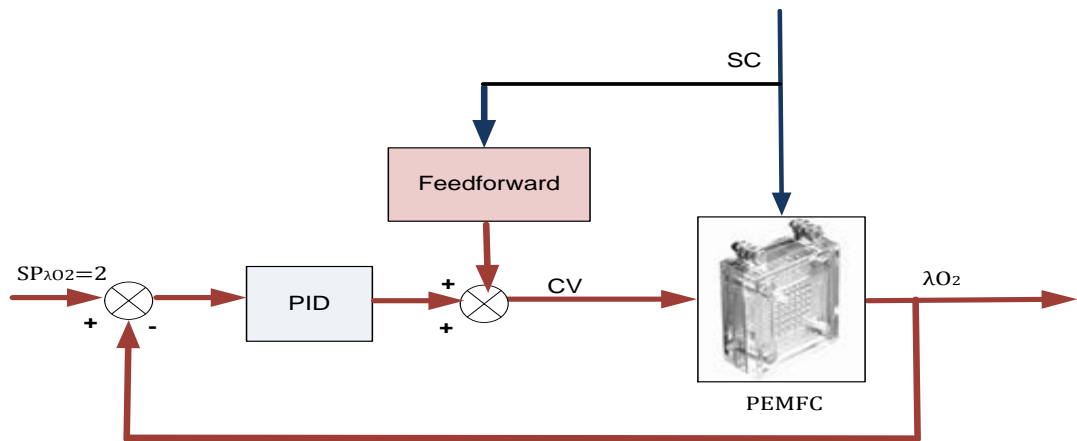 SC
Feedforward
SPλO2=2
+
-
PID
+
+
CV
λO₂
PEMFC